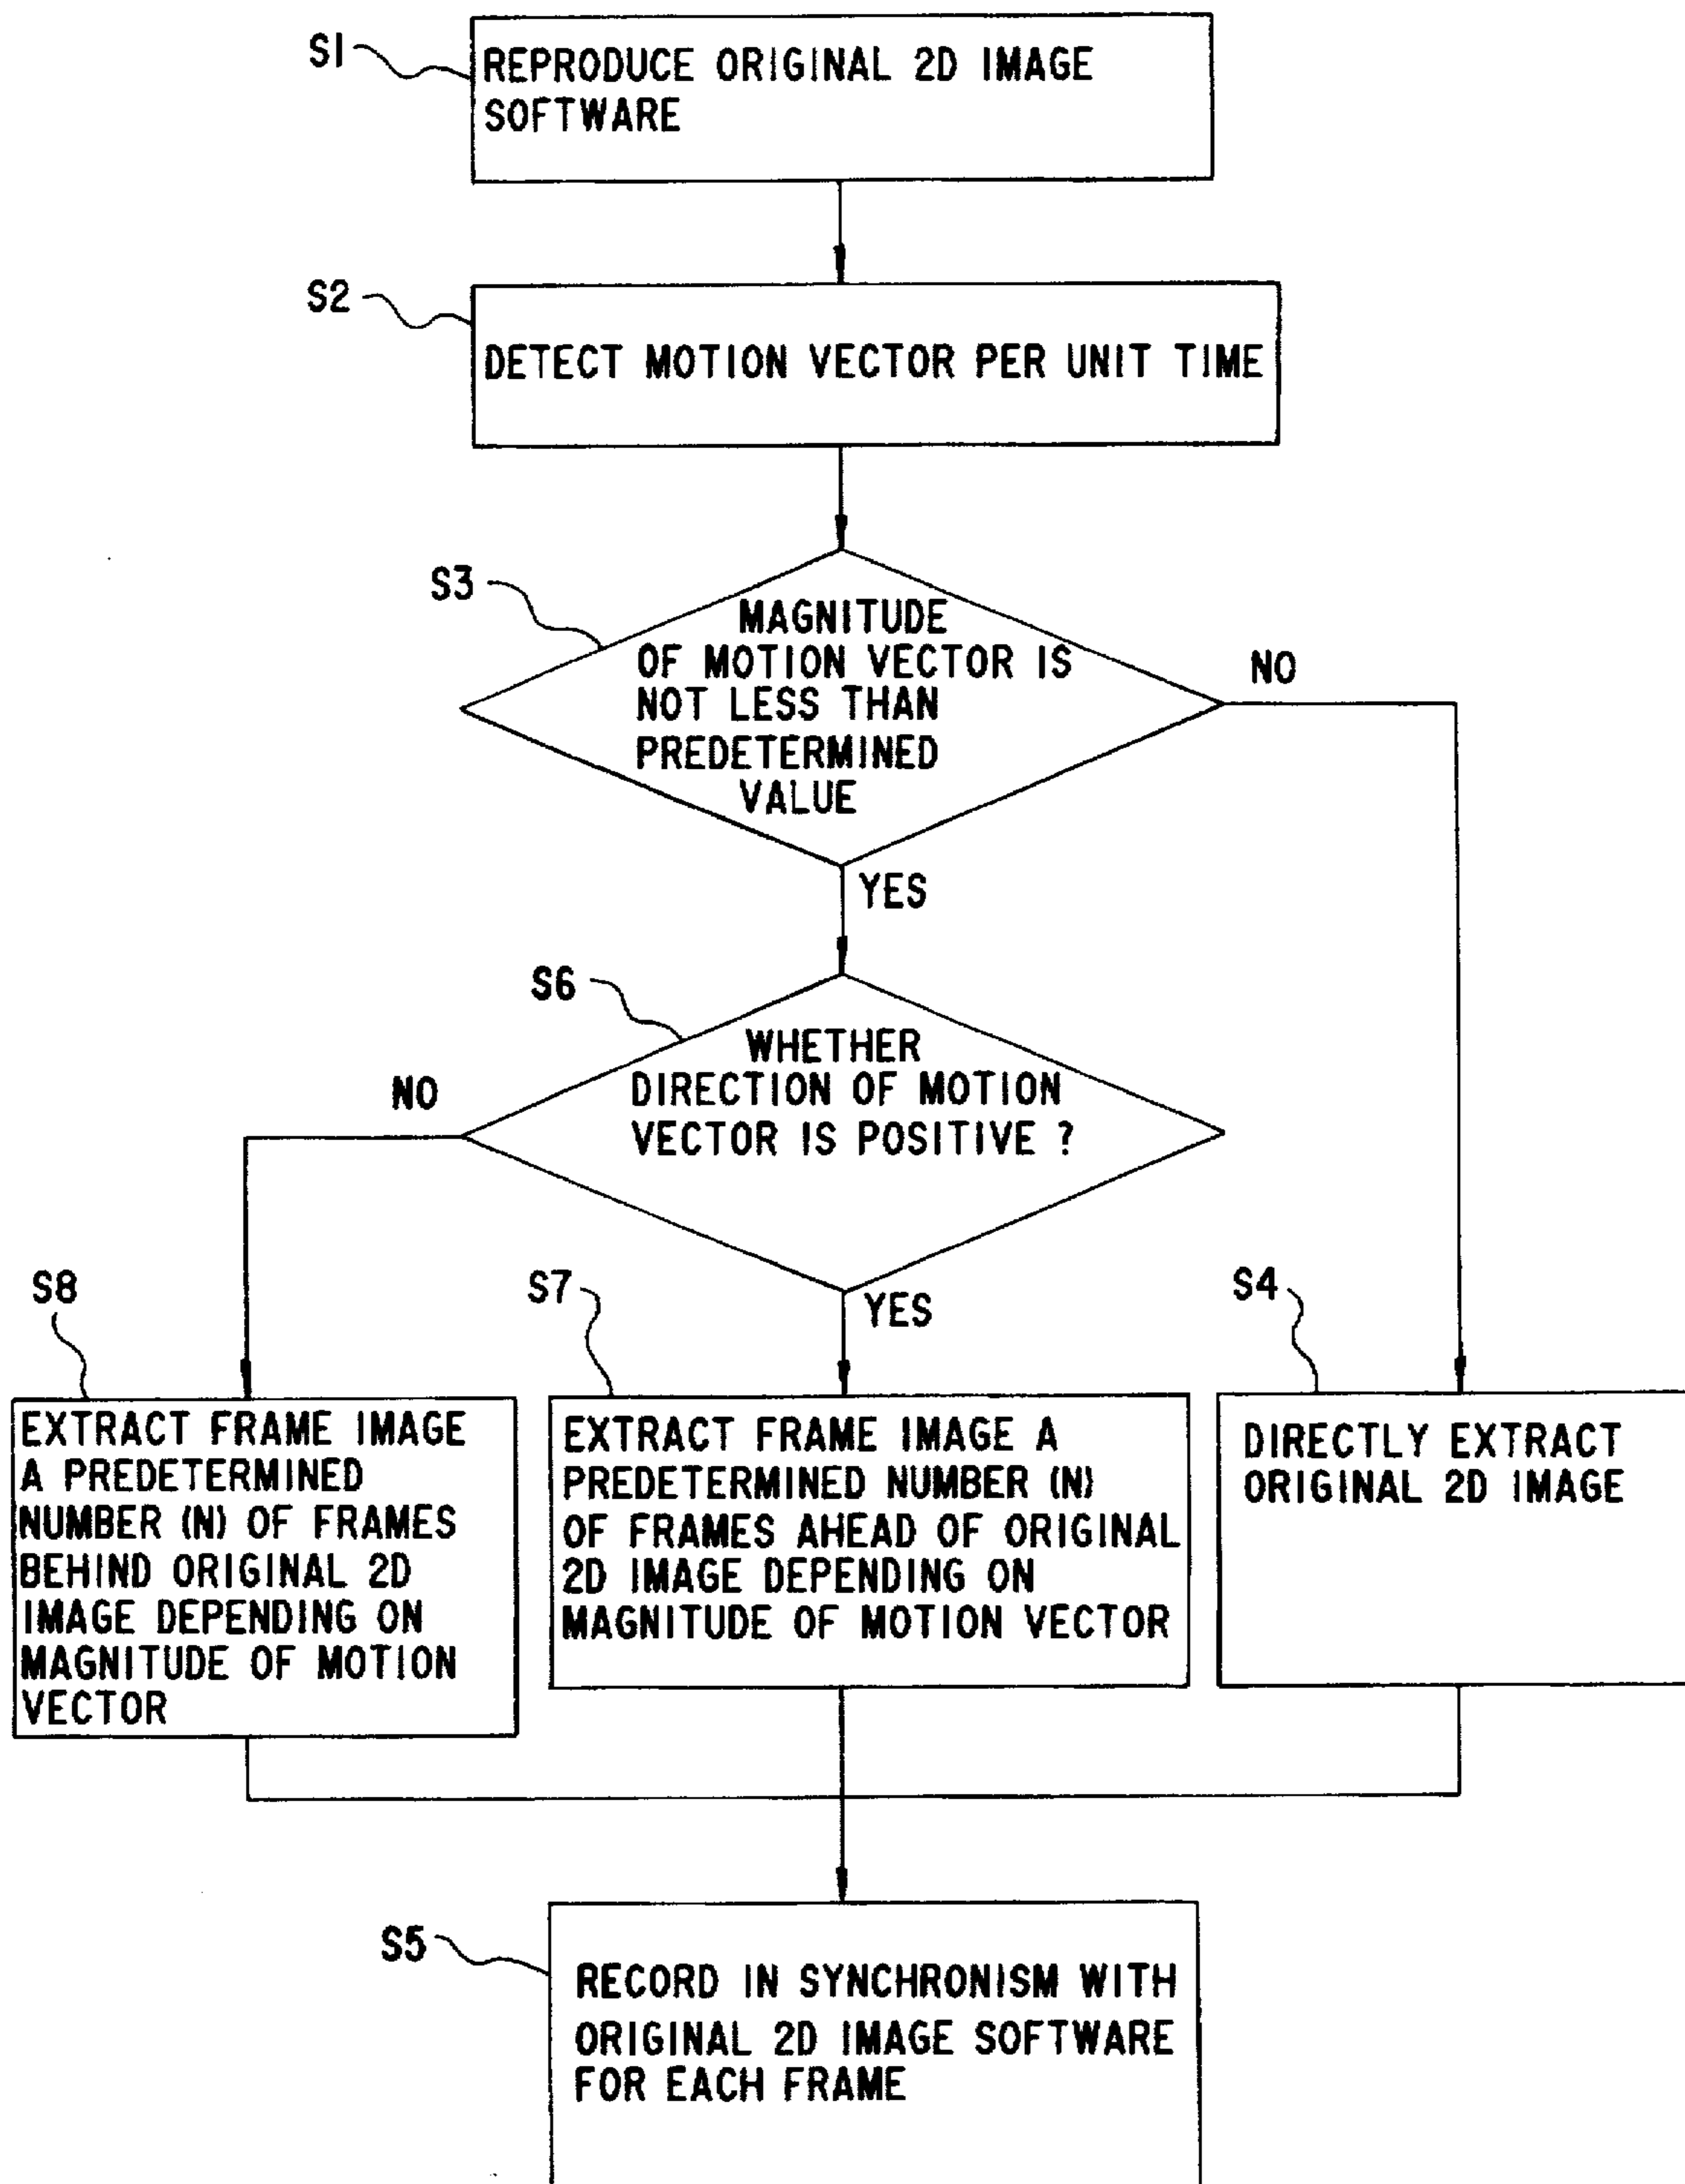 S1
REPRODUCE ORIGINAL 2D IMAGE
SOFTWARE
S2
DETECT MOTION VECTOR PER UNIT TIME
S3
MAGNITUDE
OF MOTION VECTOR IS
NOT LESS THAN
PREDETERMINED
VALUE
NO
YES
S6
WHETHER
DIRECTION OF MOTION
VECTOR IS POSITIVE ?
NO
YES
S8
EXTRACT FRAME IMAGE
A PREDETERMINED
NUMBER (N) OF FRAMES
BEHIND ORIGINAL 2D
IMAGE DEPENDING ON
MAGNITUDE OF MOTION
VECTOR
S7
EXTRACT FRAME IMAGE A
PREDETERMINED NUMBER (N)
OF FRAMES AHEAD OF ORIGINAL
2D IMAGE DEPENDING ON
MAGNITUDE OF MOTION VECTOR
S4
DIRECTLY EXTRACT
ORIGINAL 2D IMAGE
S5
RECORD IN SYNCHRONISM WITH
ORIGINAL 2D IMAGE SOFTWARE
FOR EACH FRAME